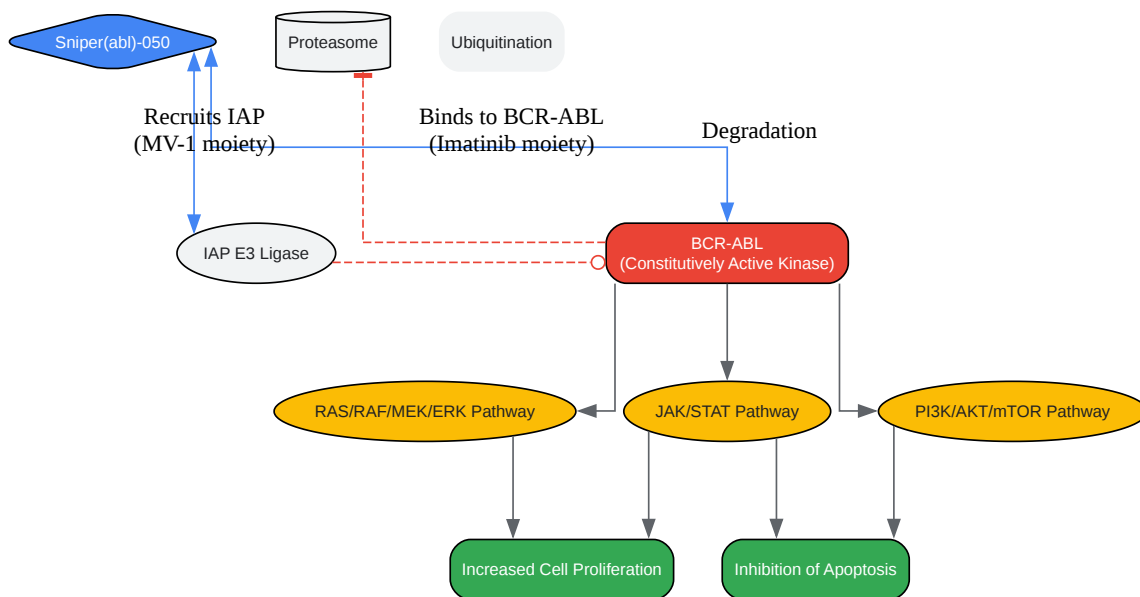 Sniper(abl)-050
Proteasome
Ubiquitination
Recruits IAP
(MV-1 moiety)
Binds to BCR-ABL
(Imatinib moiety)
Degradation
IAP E3 Ligase
BCR-ABL
(Constitutively Active Kinase)
RAS/RAF/MEK/ERK Pathway
JAK/STAT Pathway
PI3K/AKT/mTOR Pathway
Increased Cell Proliferation
Inhibition of Apoptosis